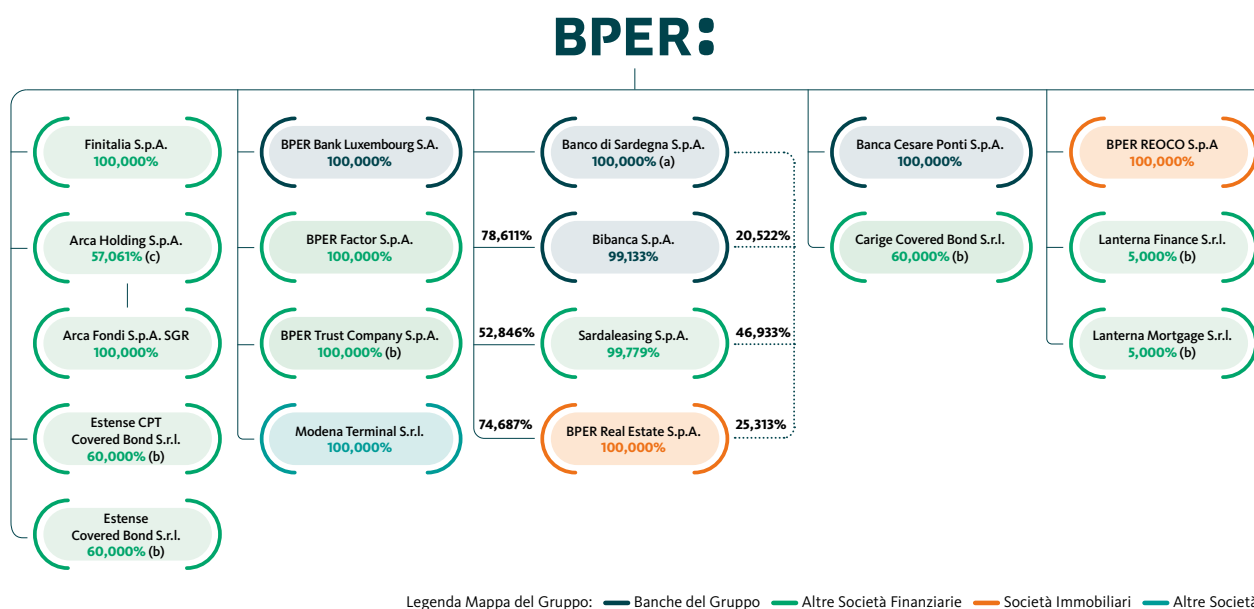 BPER:
Finitalia S.p.A.
100,000%
Arca Holding S.p.A.
57,061% (c)
Arca Fondi S.p.A. SGR
100,000%
Estense CPT
Covered Bond S.r.l.
60,000% (b)
Estense
Covered Bond S.r.l.
60,000% (b)
BPER Bank Luxembourg S.A.
100,000%
BPER Factor S.p.A.
100,000%
BPER Trust Company S.p.A.
100,000% (b)
Modena Terminal S.r.l.
100,000%
Banco di Sardegna S.p.A.
100,000% (a)
78,611%
Bibanca S.p.A.
99,133%
20,522%
52,846%
Sardaleasing S.p.A.
99,779%
46,933%
74,687%
BPER Real Estate S.p.A.
100,000%
25,313%
Banca Cesare Ponti S.p.A.
100,000%
Carige Covered Bond S.r.l.
60,000% (b)
BPER REOCO S.p.A
100,000%
Lanterna Finance S.r.l.
5,000% (b)
Lanterna Mortgage S.r.l.
5,000% (b)
Legenda Mappa del Gruppo: Banche del Gruppo Altre Società Finanziarie Società Immobiliari Altre Società